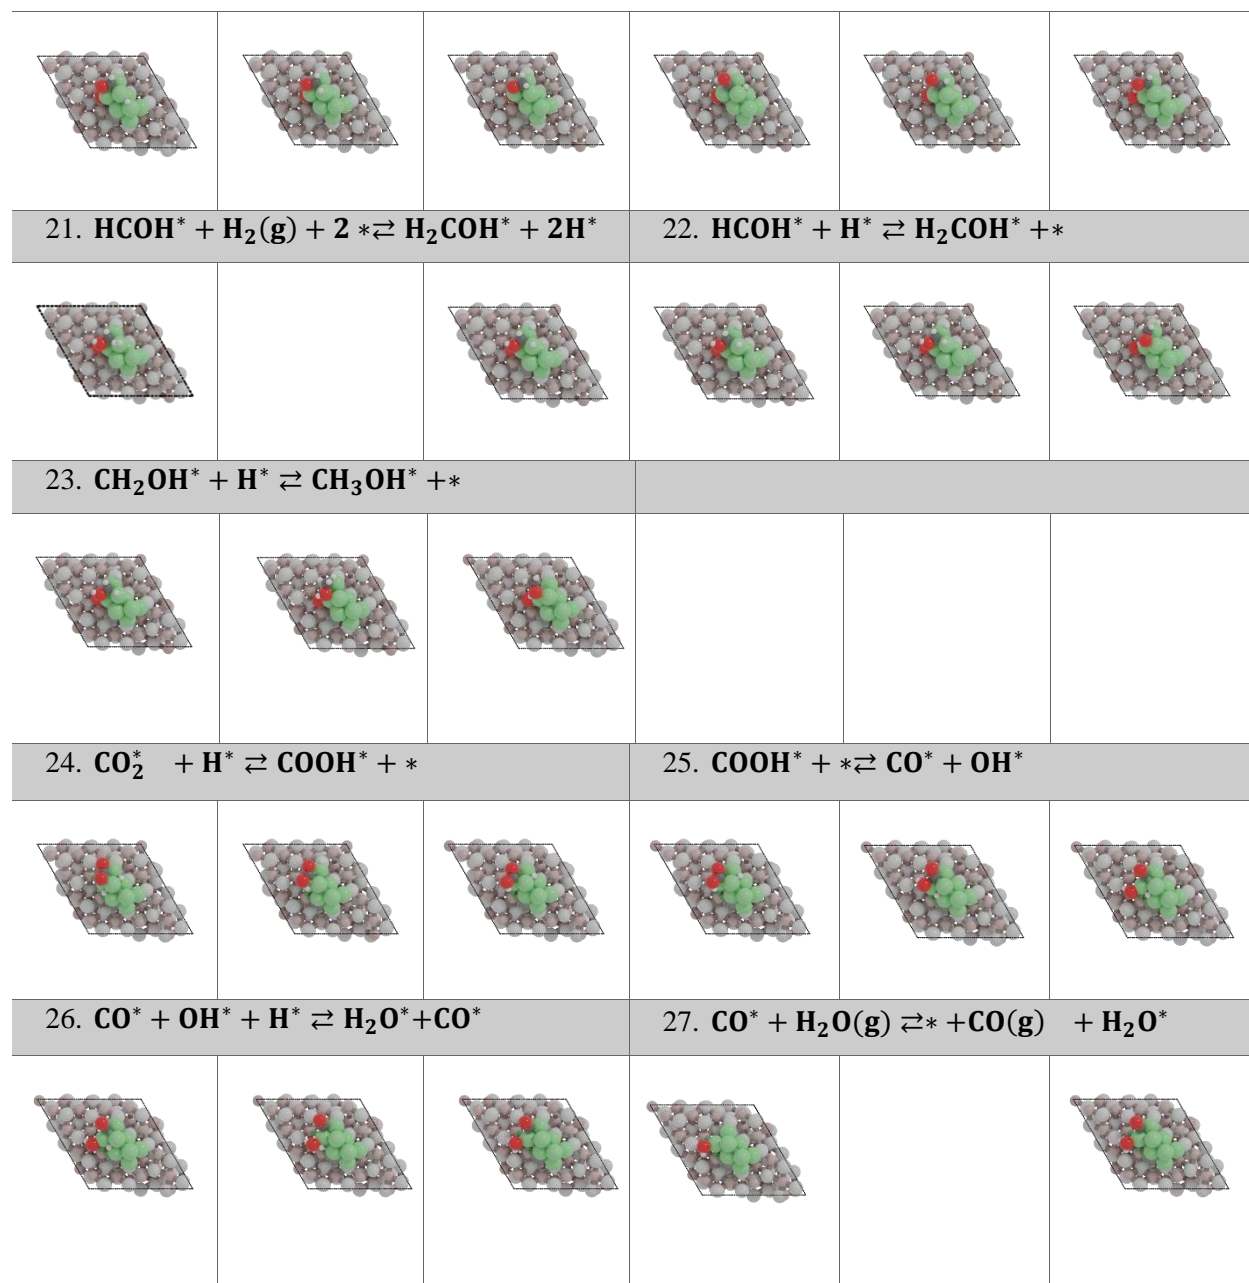 21. HCOH* + H₂(g) + 2 *⇄ H₂COH* + 2H*
22. HCOH* + H* ⇄ H₂COH* +*
23. CH₂OH* + H* ⇄ CH₃OH* +*
24. CO₂* + H* ⇄ COOH* + *
25. COOH* + *⇄ CO* + OH*
26. CO* + OH* + H* ⇄ H₂O*+CO*
27. CO* + H₂O(g) ⇄* +CO(g) + H₂O*